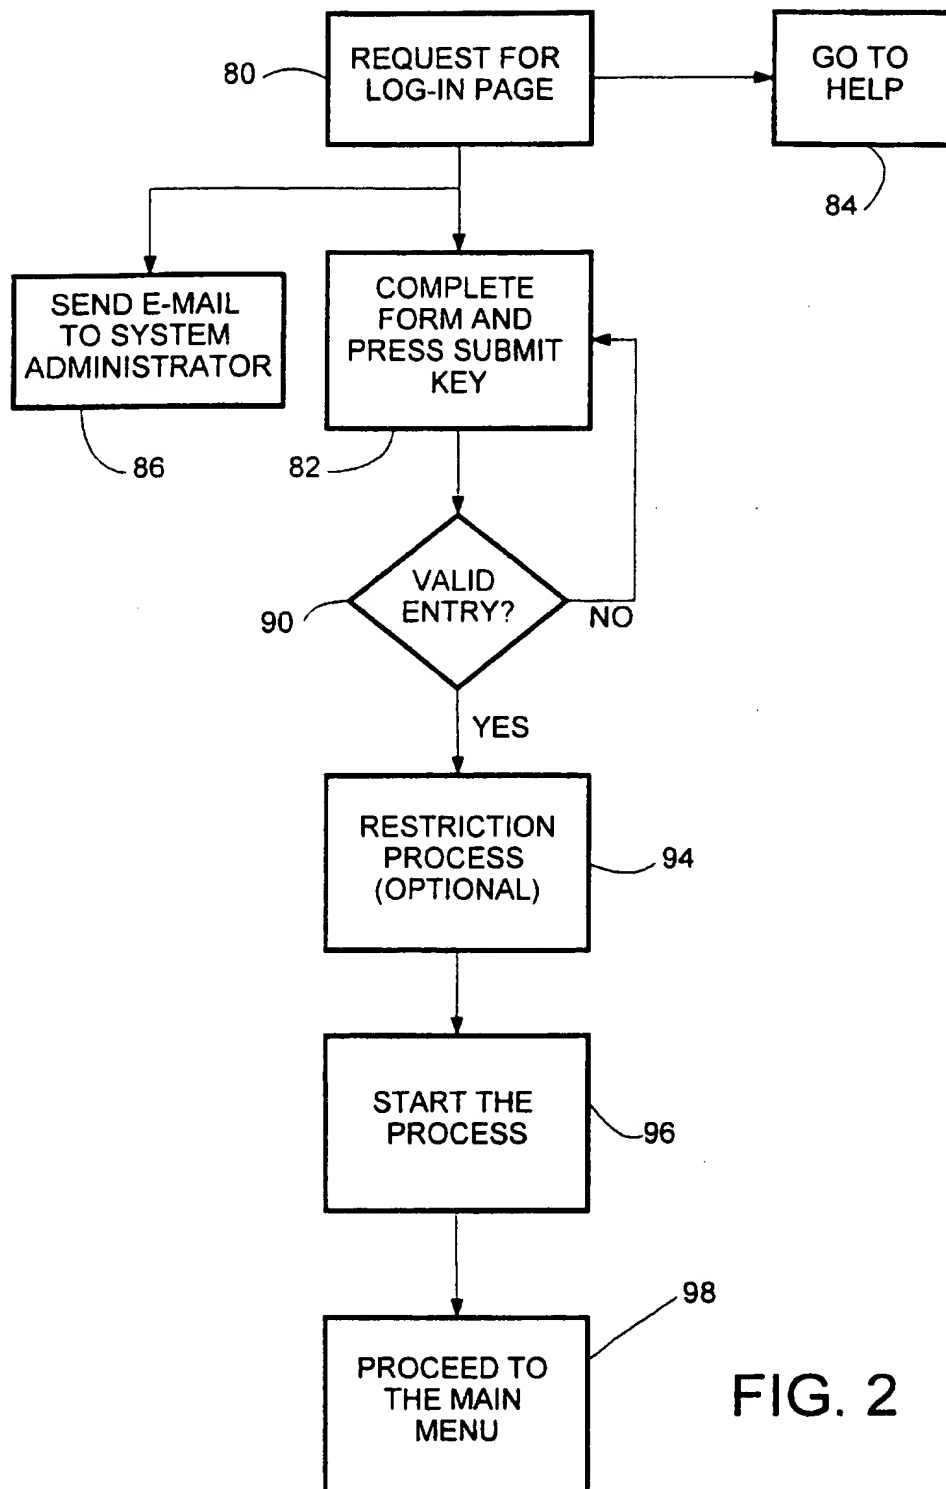 80
REQUEST FOR
LOG-IN PAGE
GO TO
HELP
84
SEND E-MAIL
TO SYSTEM
ADMINISTRATOR
86
COMPLETE
FORM AND
PRESS SUBMIT
KEY
82
VALID
ENTRY?
90
NO
YES
RESTRICTION
PROCESS
(OPTIONAL)
94
START THE
PROCESS
96
98
PROCEED TO
THE MAIN
MENU
FIG. 2